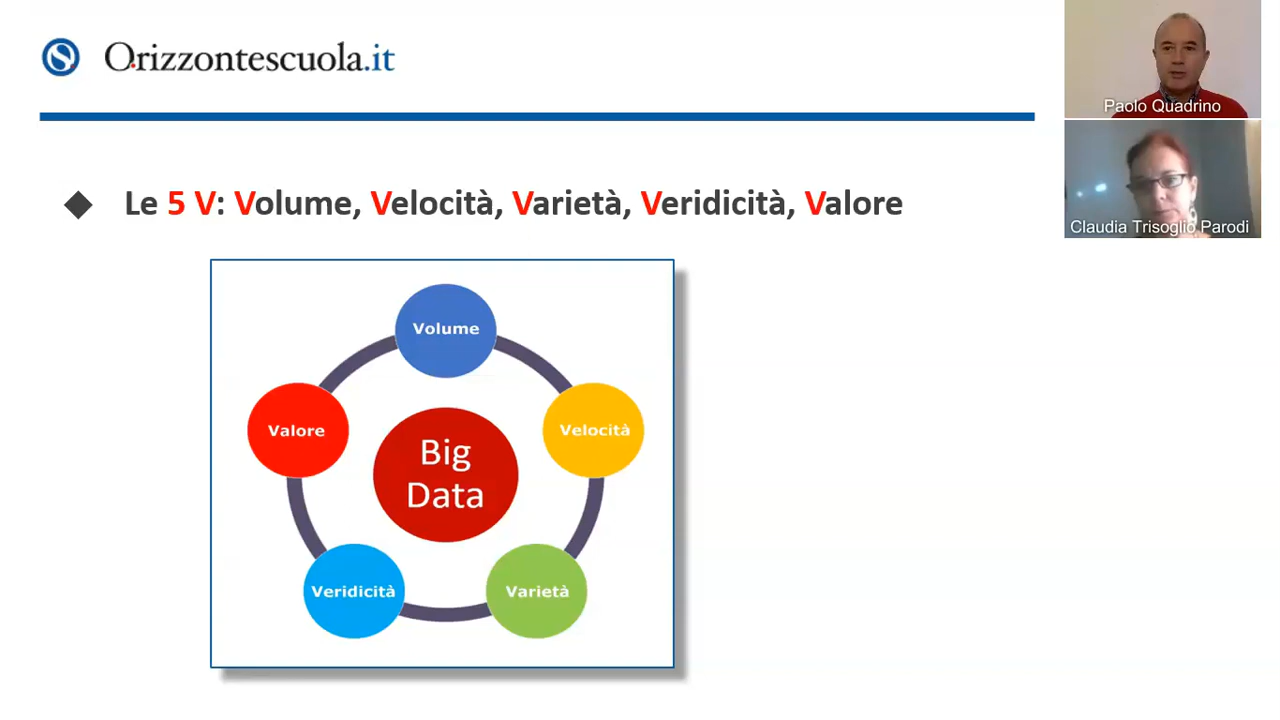 Orizzontescuola.it
Paolo Quadrino
Claudia Trisoglio Parodi
Le 5 V: Volume, Velocità, Varietà, Veridicità, Valore
Volume
Valore
Velocità
Big
Data
Veridicità
Varietà